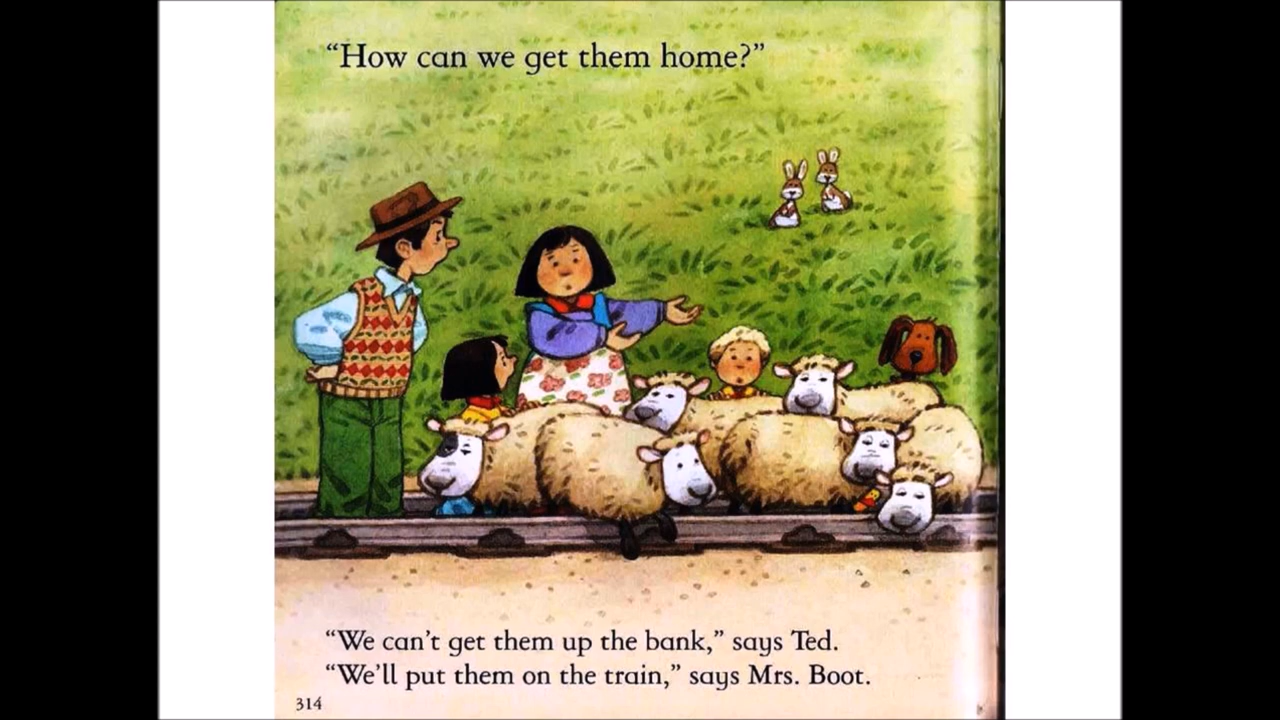 “How can we get them home?”
“We can’t get them up the bank,” says Ted.
“We’ll put them on the train,” says Mrs. Boot.
314